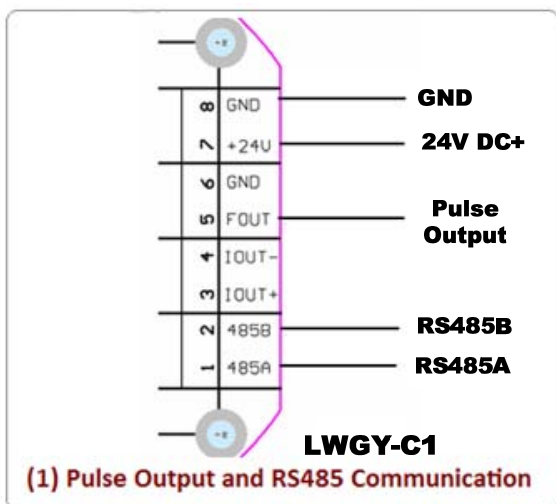 8 GND GND
7 +24V 24V DC+
6 GND
5 FOUT Pulse
Output
4 IOUT-
3 IOUT+
2 485B RS485B
1 485A RS485A
LWGY-C1
(1) Pulse Output and RS485 Communication